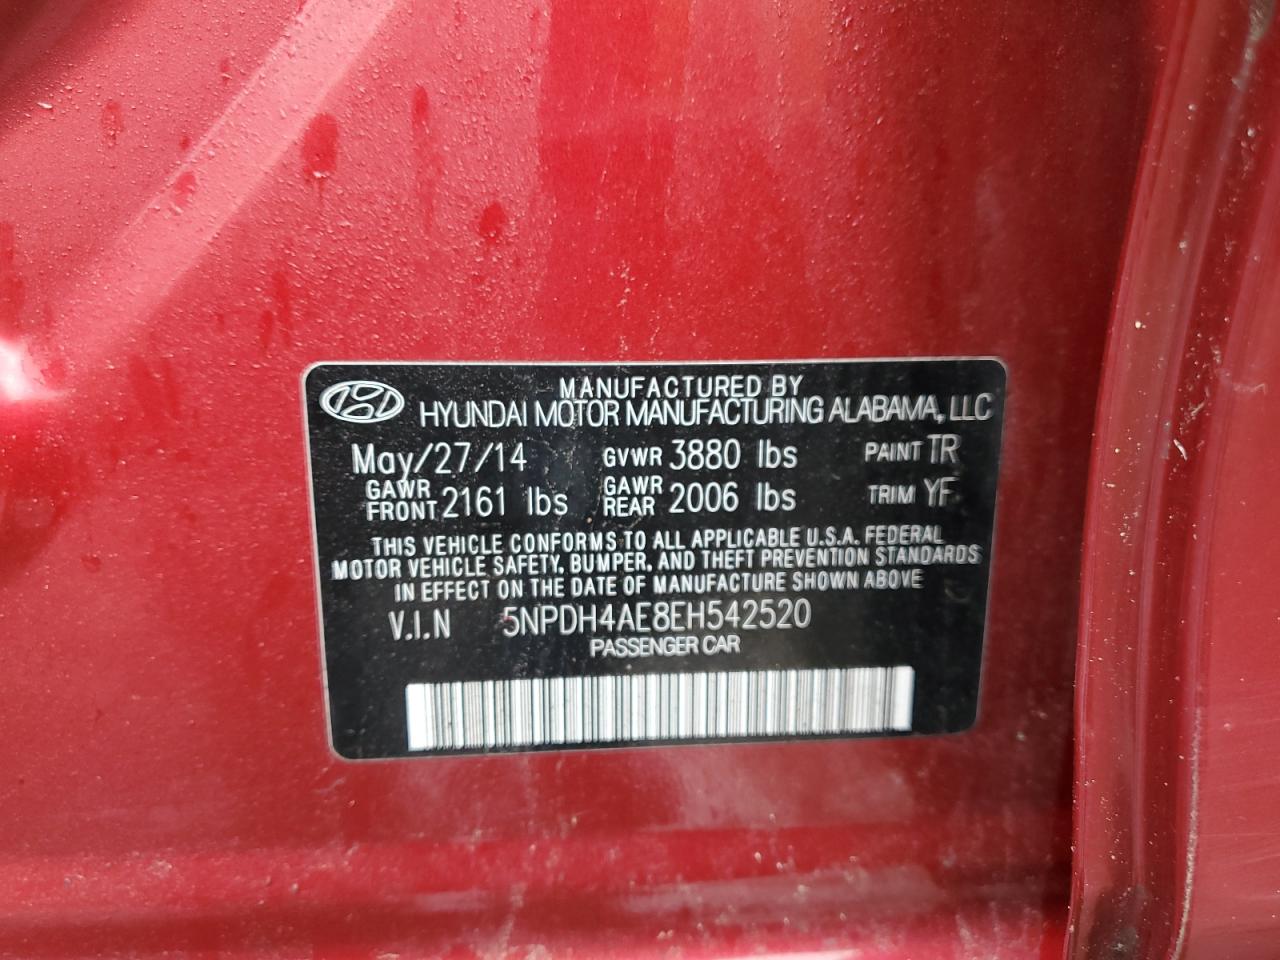 MANUFACTURED BY
HYUNDAI MOTOR MANUFACTURING ALABAMA, LLC
May/27/14 GVWR 3880 lbs PAINT TR
GAWR FRONT 2161 lbs GAWR REAR 2006 lbs TRIM YF
THIS VEHICLE CONFORMS TO ALL APPLICABLE U.S.A. FEDERAL
MOTOR VEHICLE SAFETY, BUMPER, AND THEFT PREVENTION STANDARDS
IN EFFECT ON THE DATE OF MANUFACTURE SHOWN ABOVE
V.I.N 5NPDH4AE8EH542520
PASSENGER CAR